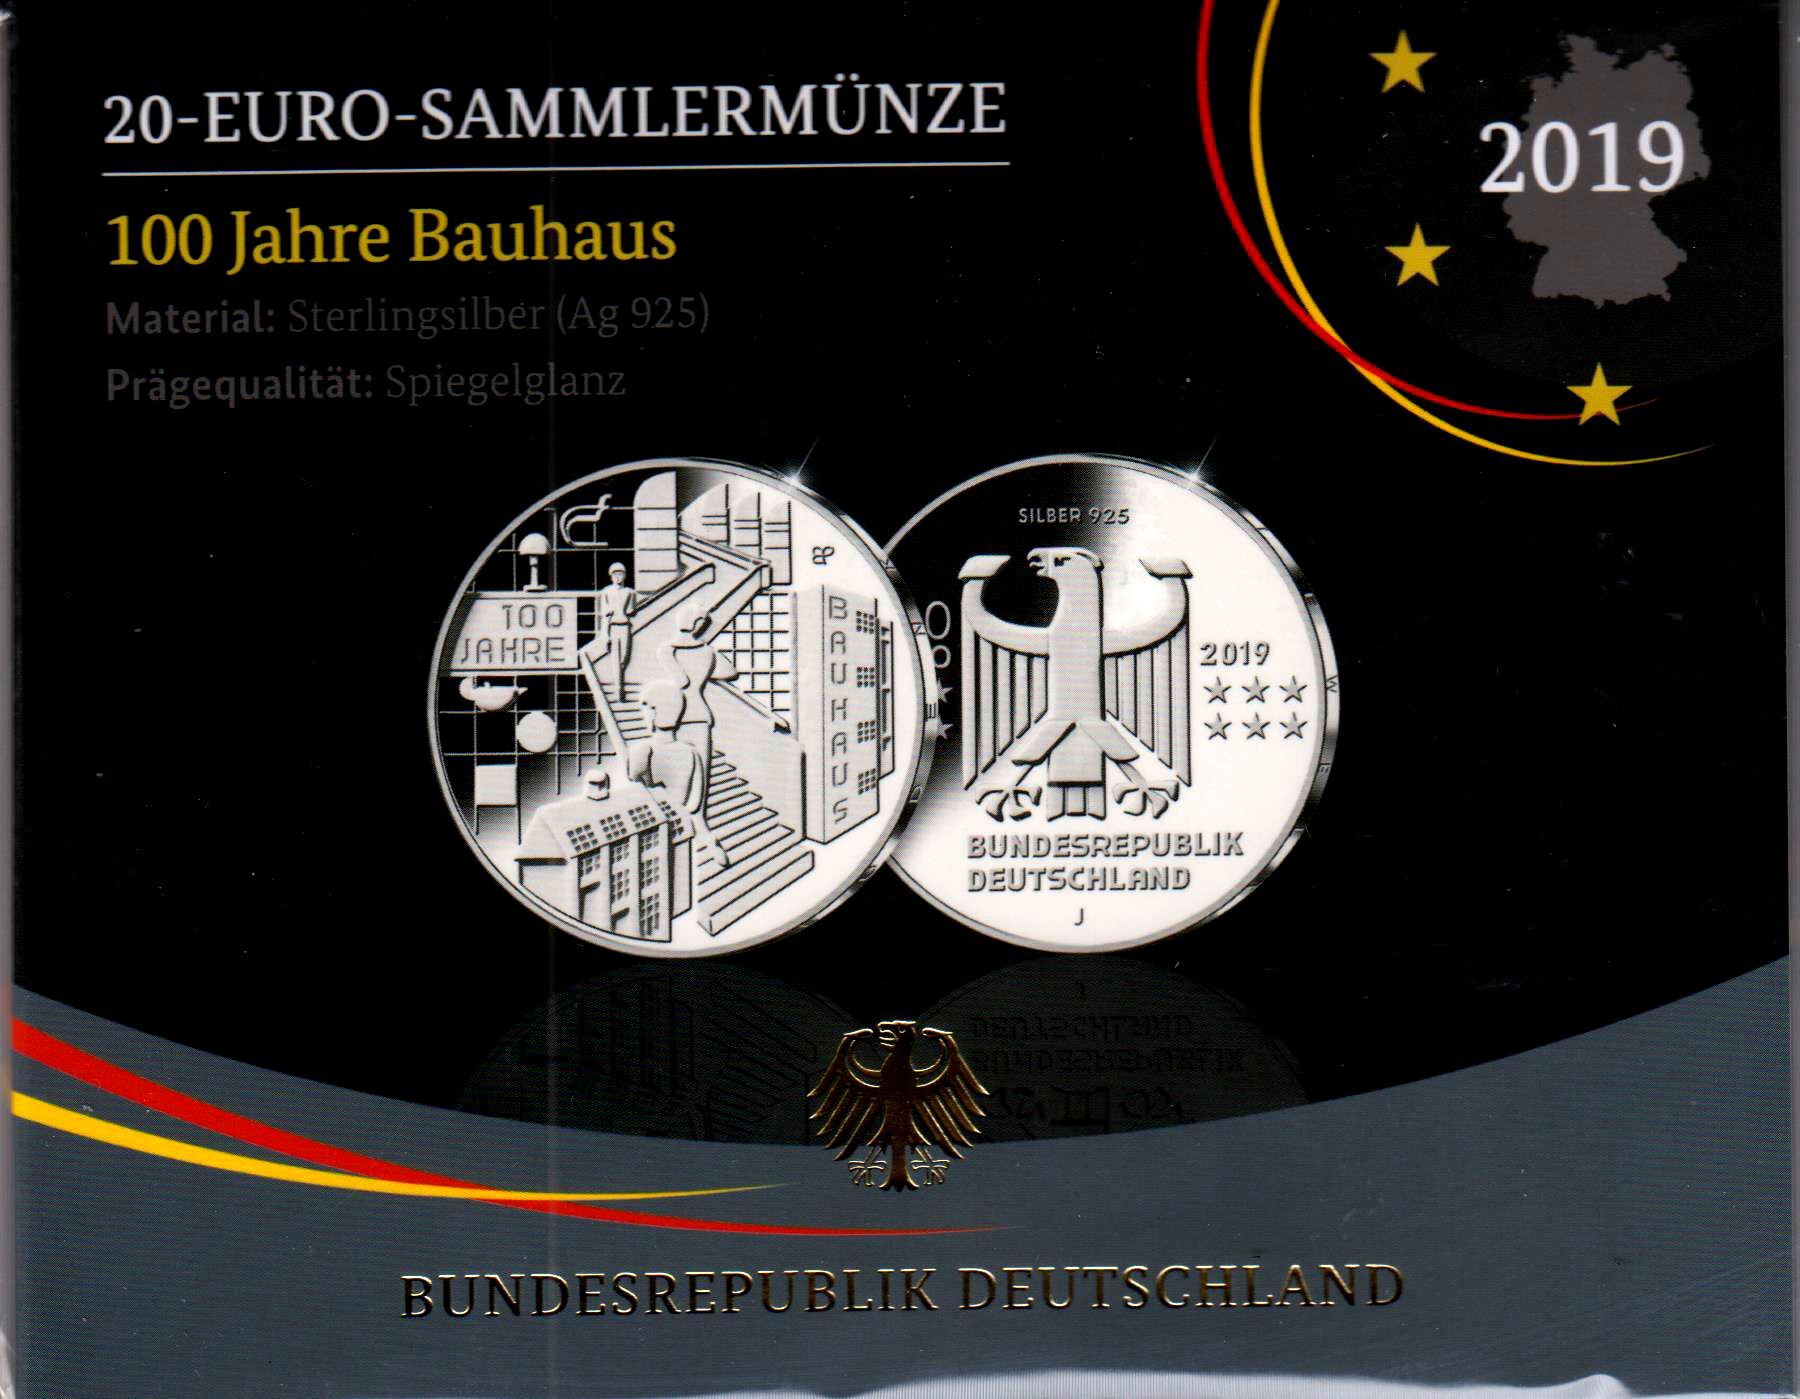 20-EURO-SAMMLERMÜNZE
100 Jahre Bauhaus
Material: Sterlingsilber (Ag 925)
Prägequalität: Spiegelglanz
2019
100
JAHRE
BAUHAUS
SILBER 925
2019
BUNDESREPUBLIK
DEUTSCHLAND
J
BUNDESREPUBLIK DEUTSCHLAND